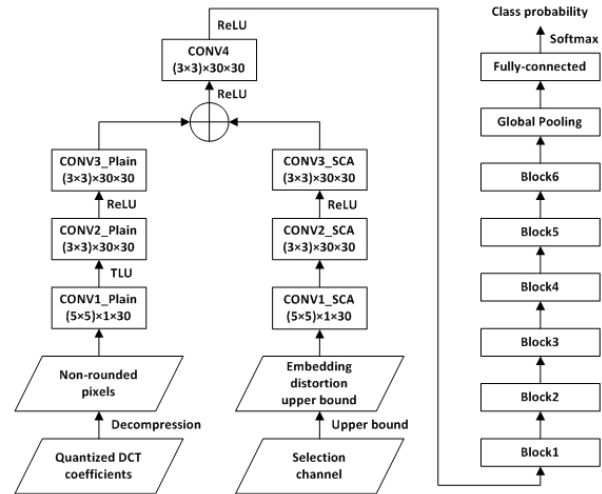 ReLU
CONV4
(3×3)×30×30
ReLU
CONV3_Plain
(3×3)×30×30
ReLU
CONV2_Plain
(3×3)×30×30
TLU
CONV1_Plain
(5×5)×1×30
Non-rounded
pixels
Decompression
Quantized DCT
coefficients
CONV3_SCA
(3×3)×30×30
ReLU
CONV2_SCA
(3×3)×30×30
CONV1_SCA
(5×5)×1×30
Embedding
distortion
upper bound
Upper bound
Selection
channel
Class probability
Softmax
Fully-connected
Global Pooling
Block6
Block5
Block4
Block3
Block2
Block1